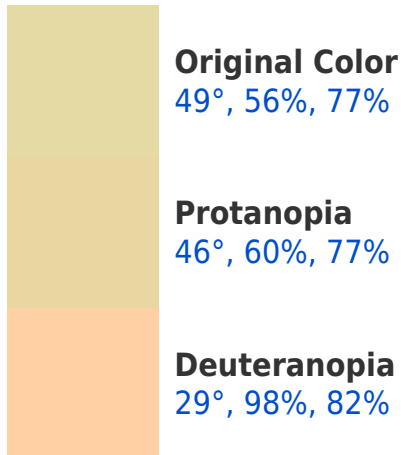 Original Color
49°, 56%, 77%
Protanopia
46°, 60%, 77%
Deuteranopia
29°, 98%, 82%